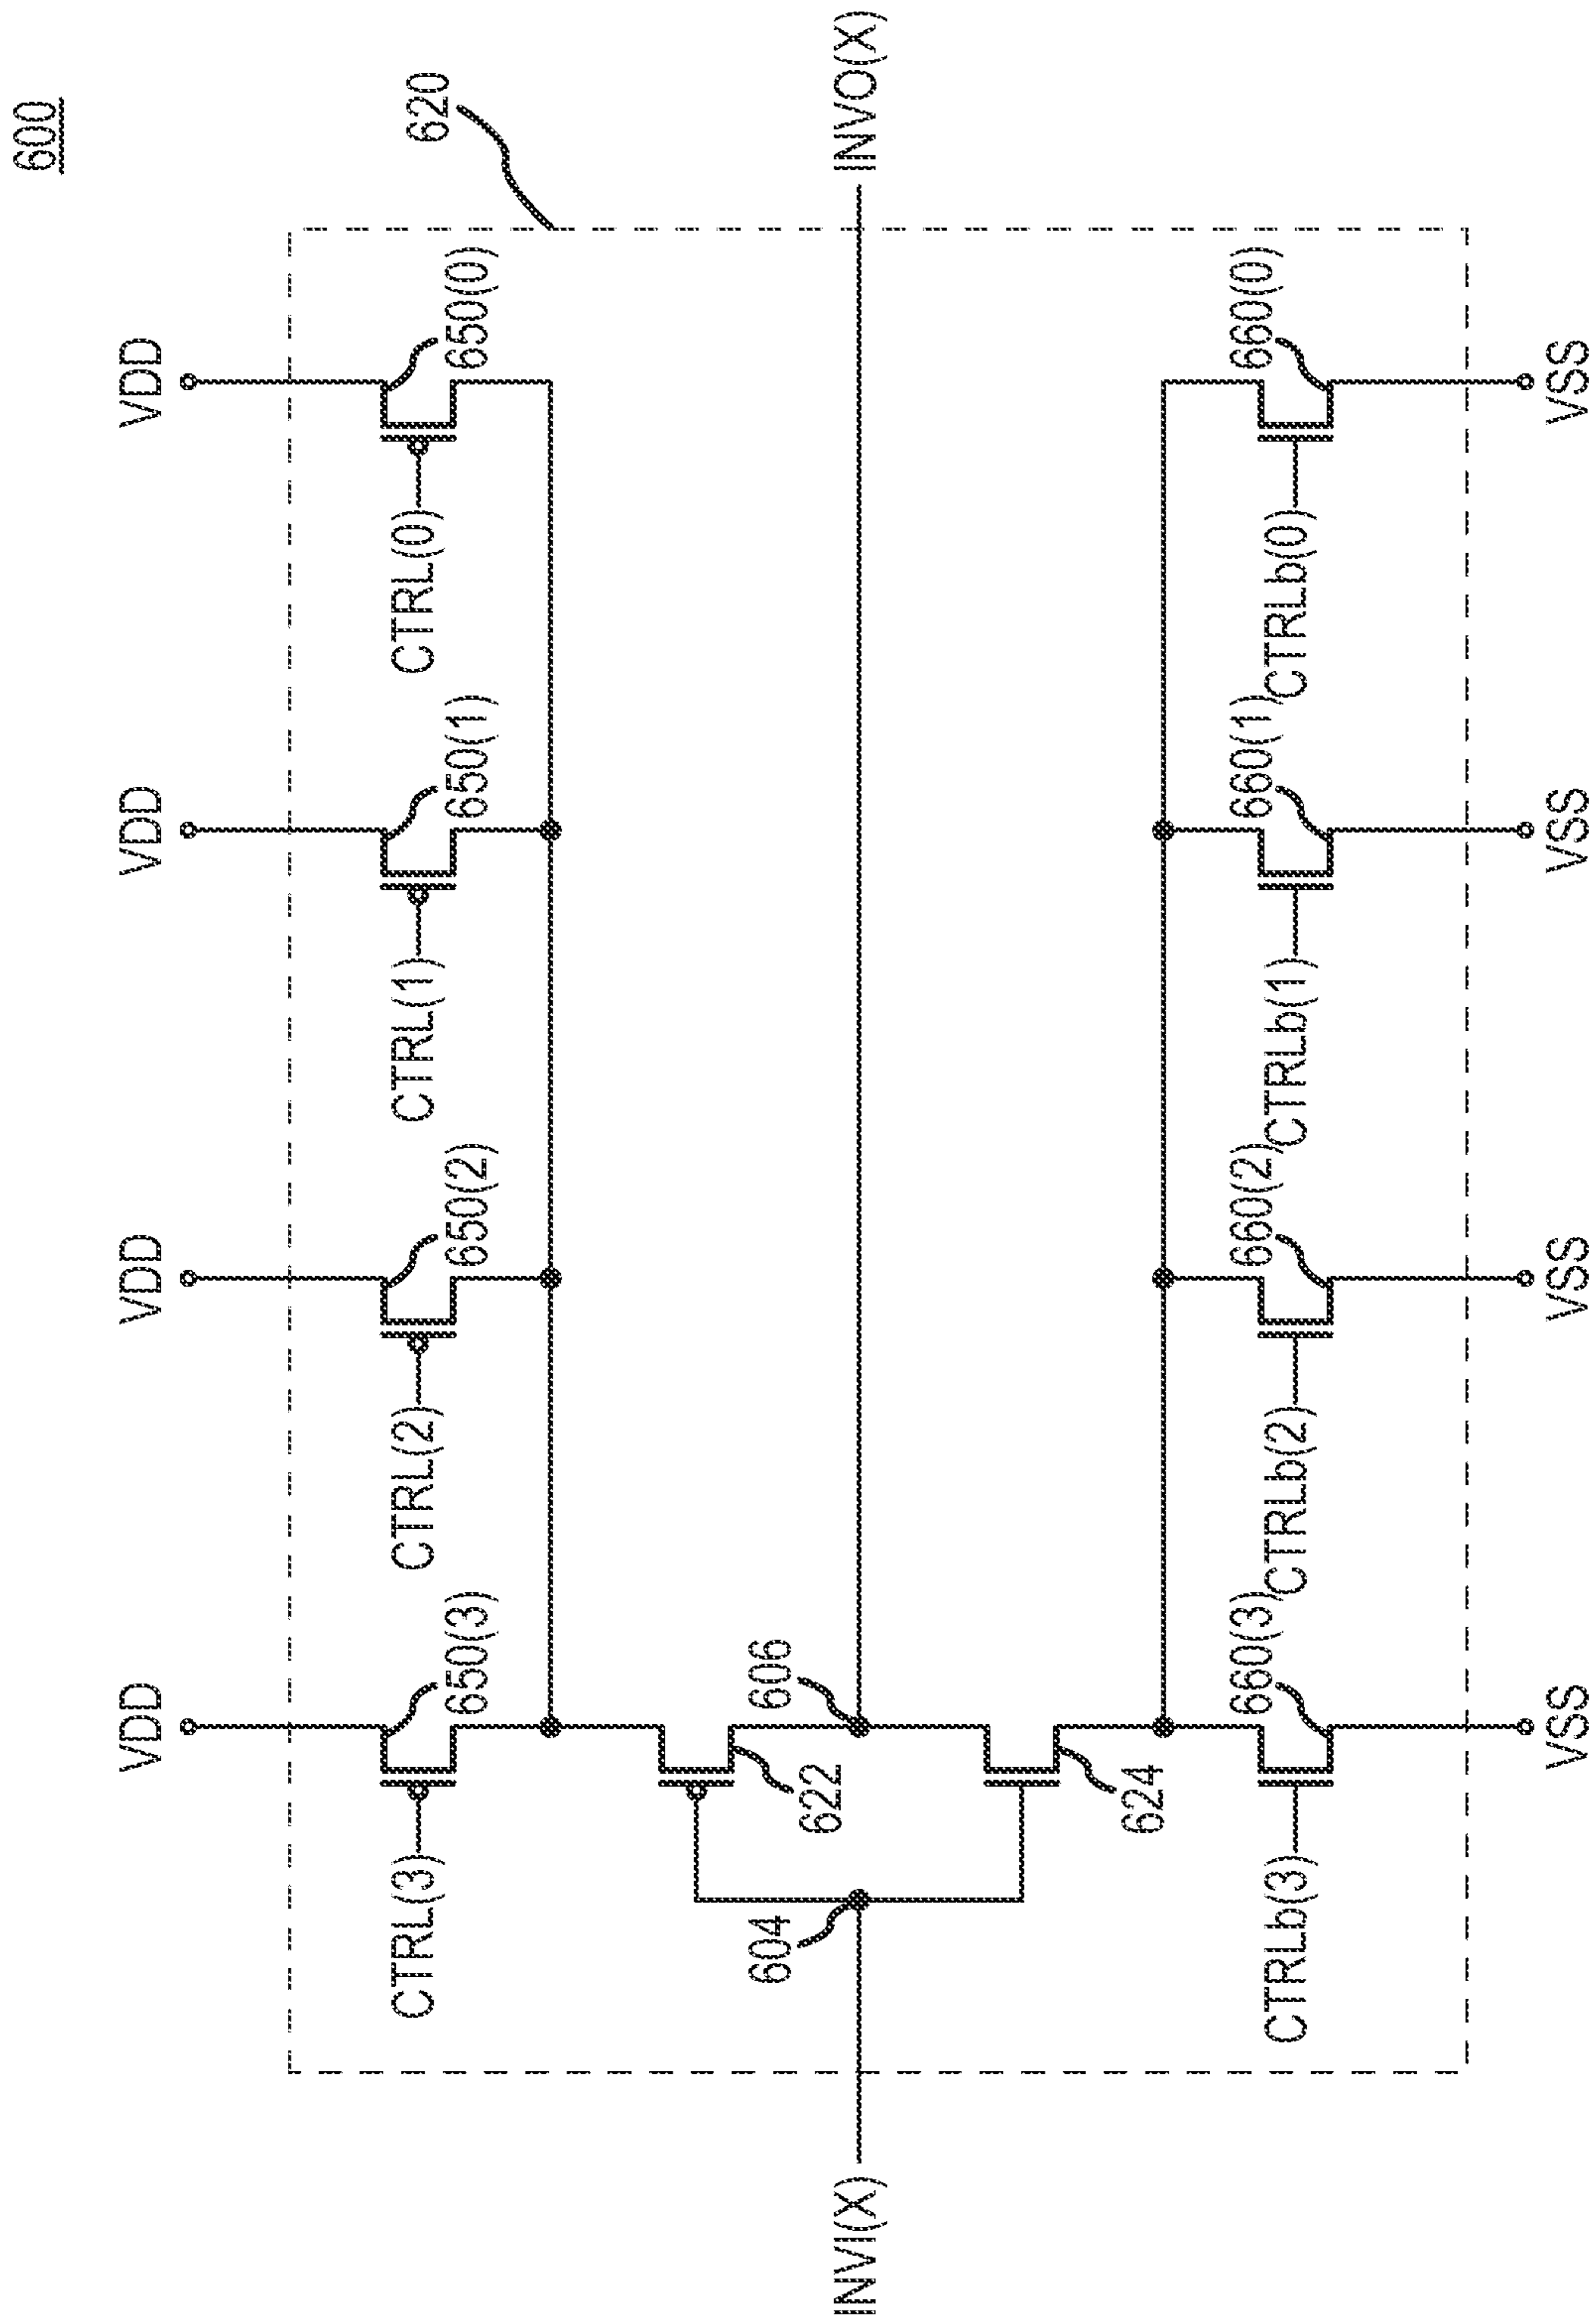 600
620
VDD
VDD
VDD
VDD
CTRL(3)
650(3)
CTRL(2)
650(2)
CTRL(1)
650(1)
CTRL(0)
650(0)
622
604
606
INVI(X)
INVO(X)
624
660(3)
660(2)
660(1)
660(0)
CTRLb(3)
CTRLb(2)
CTRLb(1)
CTRLb(0)
VSS
VSS
VSS
VSS